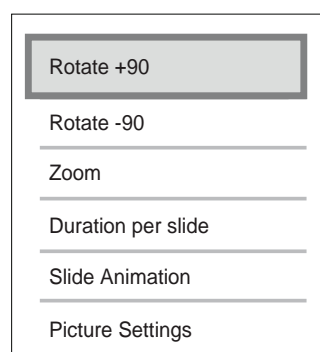 Rotate +90
Rotate -90
Zoom
Duration per slide
Slide Animation
Picture Settings